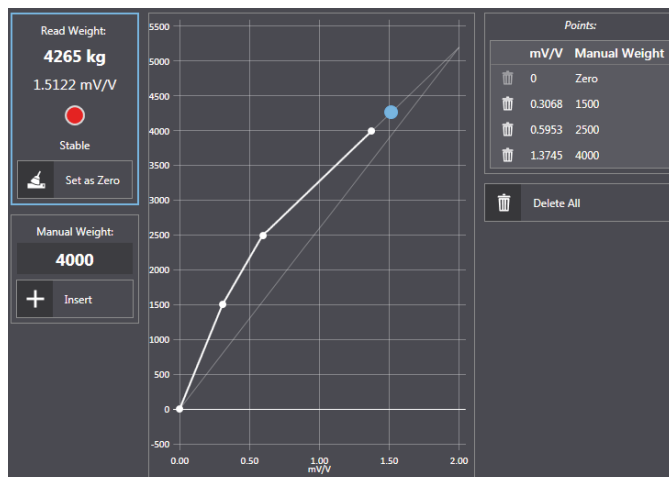 Read Weight:
4265 kg
1.5122 mV/V
Stable
Set as Zero
Manual Weight:
4000
Insert
5500
5000
4500
4000
3500
3000
2500
2000
1500
1000
500
0
-500
0.00 0.50 1.00 1.50 2.00
mV/V
Points:
mV/V Manual Weight
0 Zero
0.3068 1500
0.5953 2500
1.3745 4000
Delete All